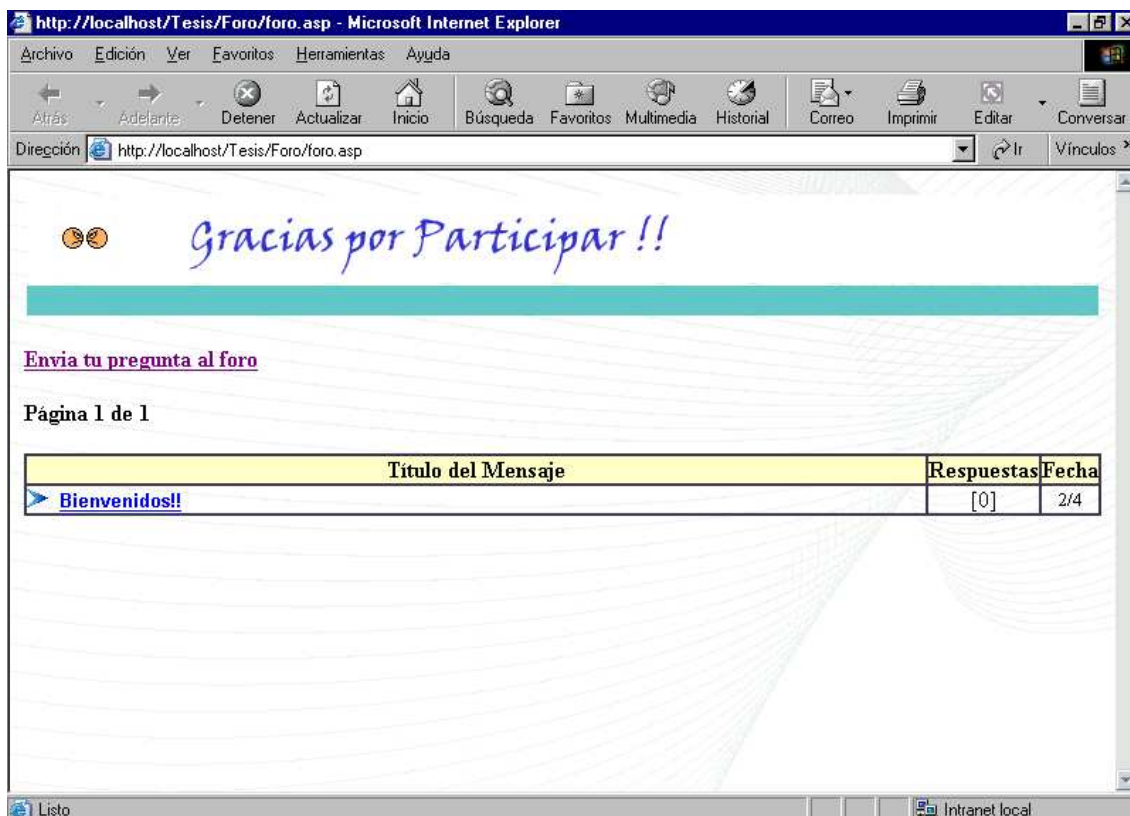 http://localhost/Tesis/Foro/foro.asp - Microsoft Internet Explorer
Archivo Edición Ver Favoritos Herramientas Ayuda
Atrás Adelante Detener Actualizar Inicio Búsqueda Favoritos Multimedia Historial Correo Imprimir Editar Conversar
Dirección http://localhost/Tesis/Foro/foro.asp Ir Vínculos »
Gracias por Participar !!
Envia tu pregunta al foro
Página 1 de 1
Título del Mensaje Respuestas Fecha
Bienvenidos!! [0] 2/4
Listo Intranet local